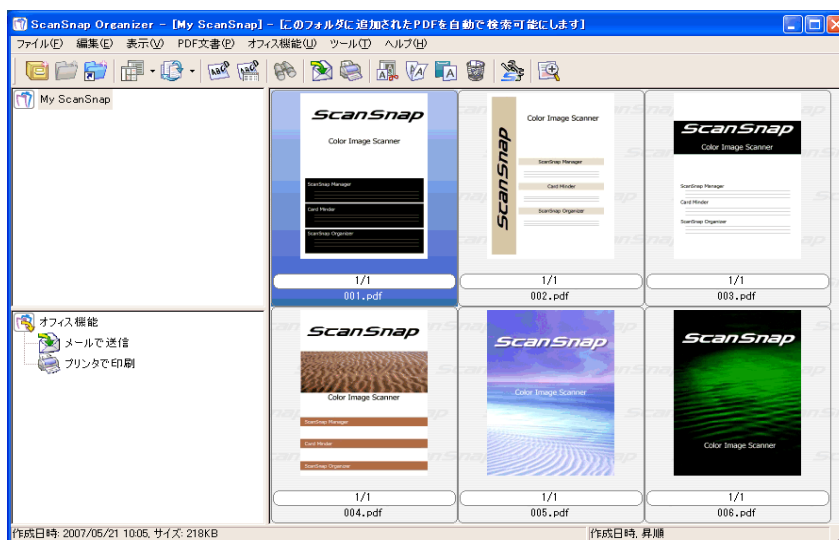 ScanSnap Organizer - [My ScanSnap] - [このフォルダに追加されたPDFを自動で検索可能にします]
ファイル(F) 編集(E) 表示(V) PDF文書(P) オフィス機能(U) ツール(T) ヘルプ(H)
My ScanSnap
ScanSnap
Color Image Scanner
ScanSnap Manager
Card Minder
ScanSnap Organizer
1/1
001.pdf
ScanSnap
Color Image Scanner
ScanSnap Manager
Card Minder
ScanSnap Organizer
1/1
002.pdf
ScanSnap
Color Image Scanner
ScanSnap Manager
Card Minder
ScanSnap Organizer
1/1
003.pdf
オフィス機能
メールで送信
プリンタで印刷
ScanSnap
Color Image Scanner
ScanSnap Manager
Card Minder
ScanSnap Organizer
1/1
004.pdf
ScanSnap
Color Image Scanner
1/1
005.pdf
ScanSnap
Color Image Scanner
1/1
006.pdf
作成日時: 2007/05/21 10:05, サイズ: 218KB
作成日時, 昇順